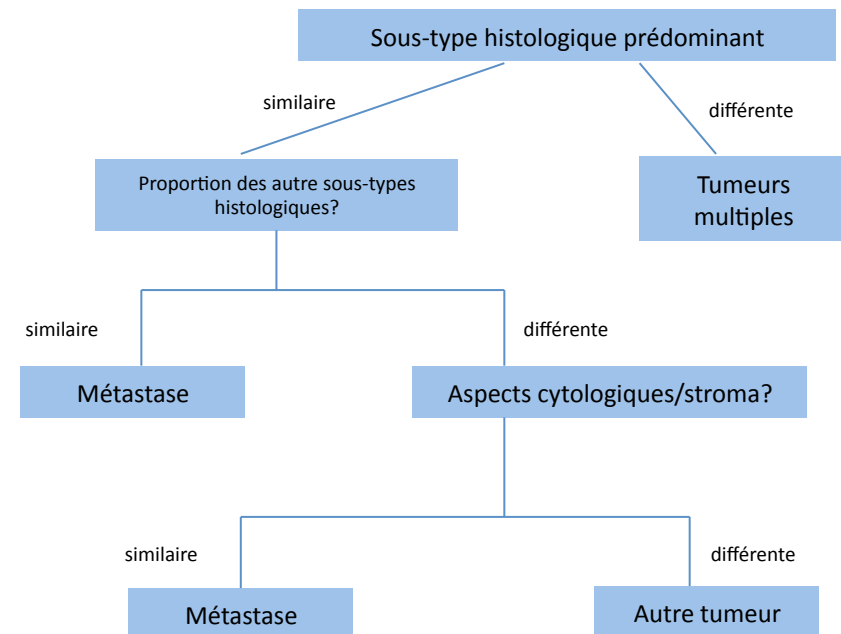 Sous-type histologique prédominant
similaire
différente
Proportion des autre sous-types
histologiques?
Tumeurs
multiples
similaire
différente
Métastase
Aspects cytologiques/stroma?
similaire
différente
Métastase
Autre tumeur